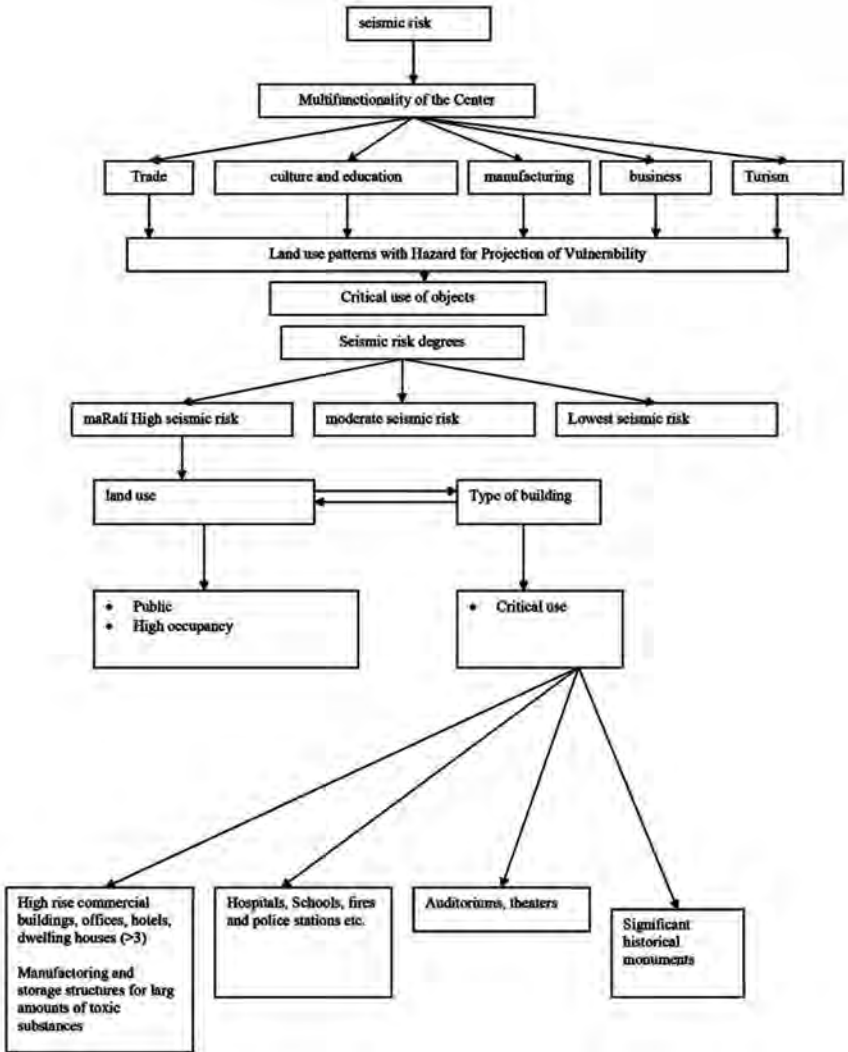 seismic risk
Multifunctionality of the Center
Trade
culture and education
manufacturing
business
Turism
Land use patterns with Hazard for Projection of Vulnerability
Critical use of objects
Seismic risk degrees
maRali High seismic risk
moderate seismic risk
Lowest seismic risk
land use
Type of building
• Public
• High occupancy
• Critical use
High rise commercial
buildings, offices, hotels,
dwelling houses (>3)
Manufactoring and
storage structures for larg
amounts of toxic
substances
Hospitals, Schools, fires
and police stations etc.
Auditoriums, theaters
Significant
historical
monuments